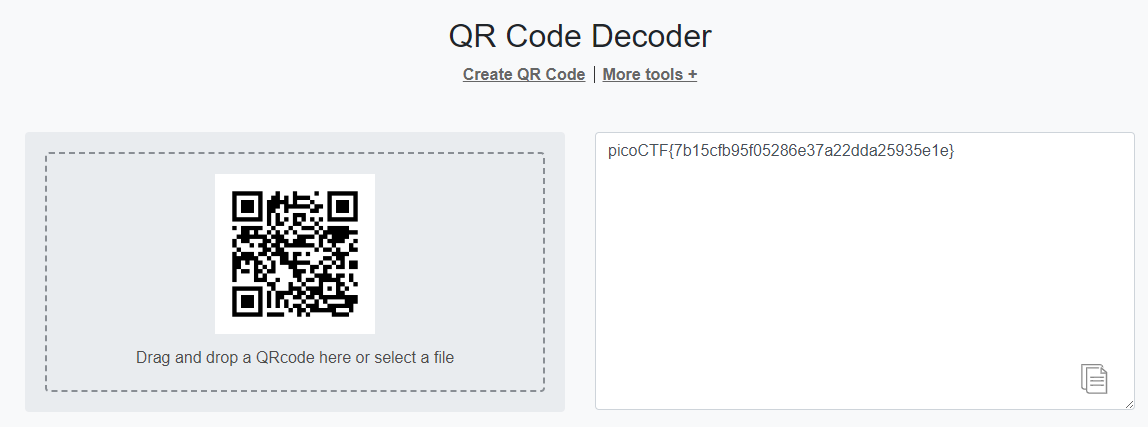 QR Code Decoder
Create QR Code | More tools +
picoCTF{7b15cfb95f05286e37a22dda25935e1e}
Drag and drop a QRcode here or select a file